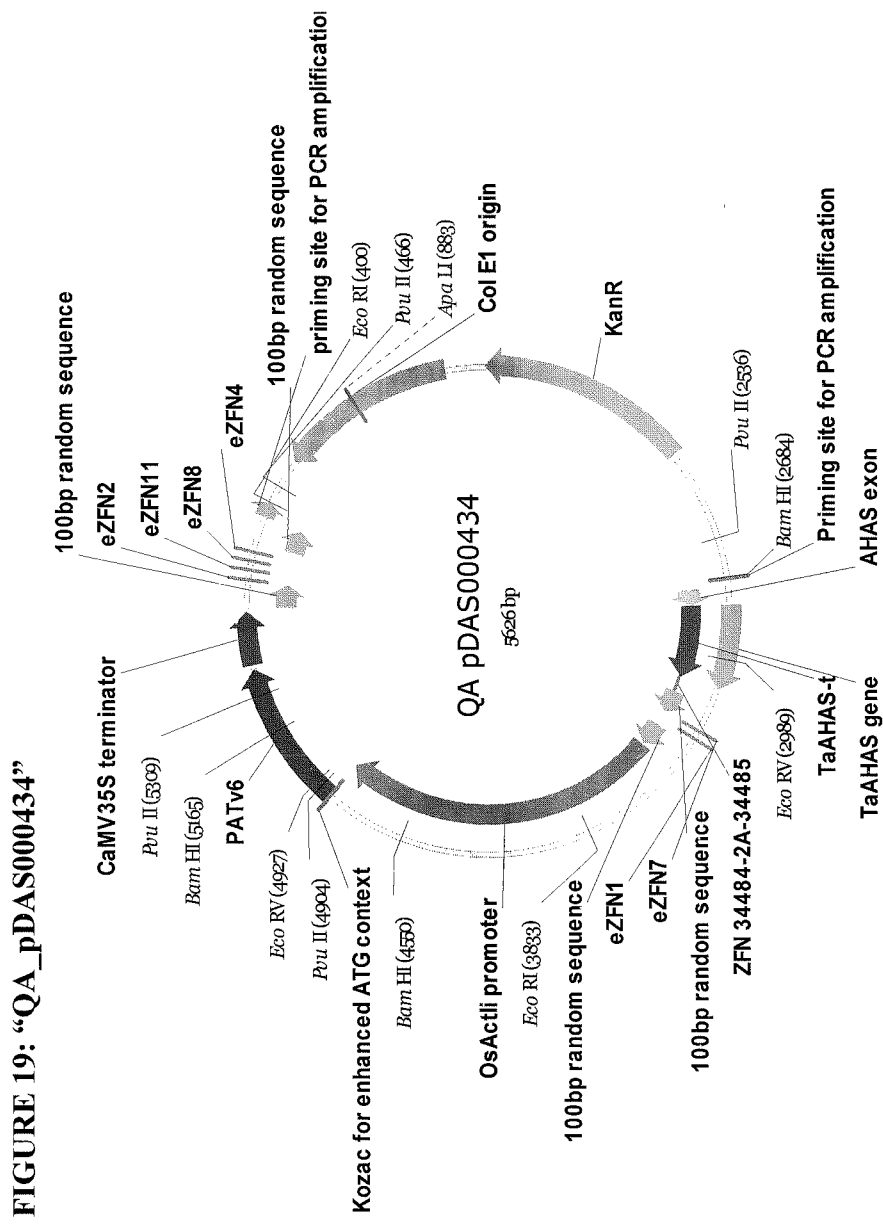 FIGURE 19: “QA_pDAS000434”
CaMV35S terminator
Pvu II (5309)
Bam HI (5165)
PATv6
Eco RV (4927)
Pvu II (4904)
Kozac for enhanced ATG context
Bam HI (4550)
OsActIi promoter
Eco RI (3833)
100bp random sequence
eZFN1
eZFN7
100bp random sequence
ZFN 34484-2A-34485
Eco RV (2989)
TaAHAS-t
TaAHAS gene
100bp random sequence
eZFN2
eZFN11
eZFN8
eZFN4
100bp random sequence
priming site for PCR amplificatio
Eco RI (400)
Pvu II (466)
Apa LI (883)
Col E1 origin
KanR
Pvu II (2536)
Bam HI (2684)
Priming site for PCR amplification
AHAS exon
QA pDAS000434
5626 bp